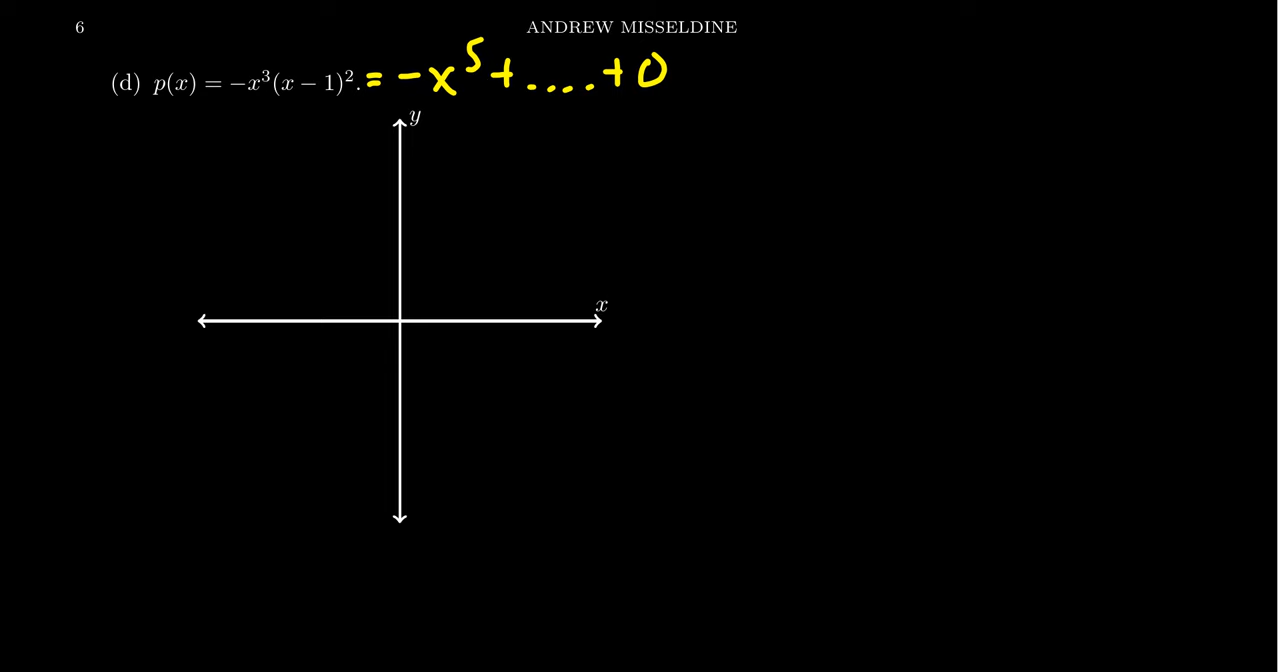 6
ANDREW MISSELDINE
(d) p(x) = −x³(x − 1)². = −x⁵ + .... + 0
y
x